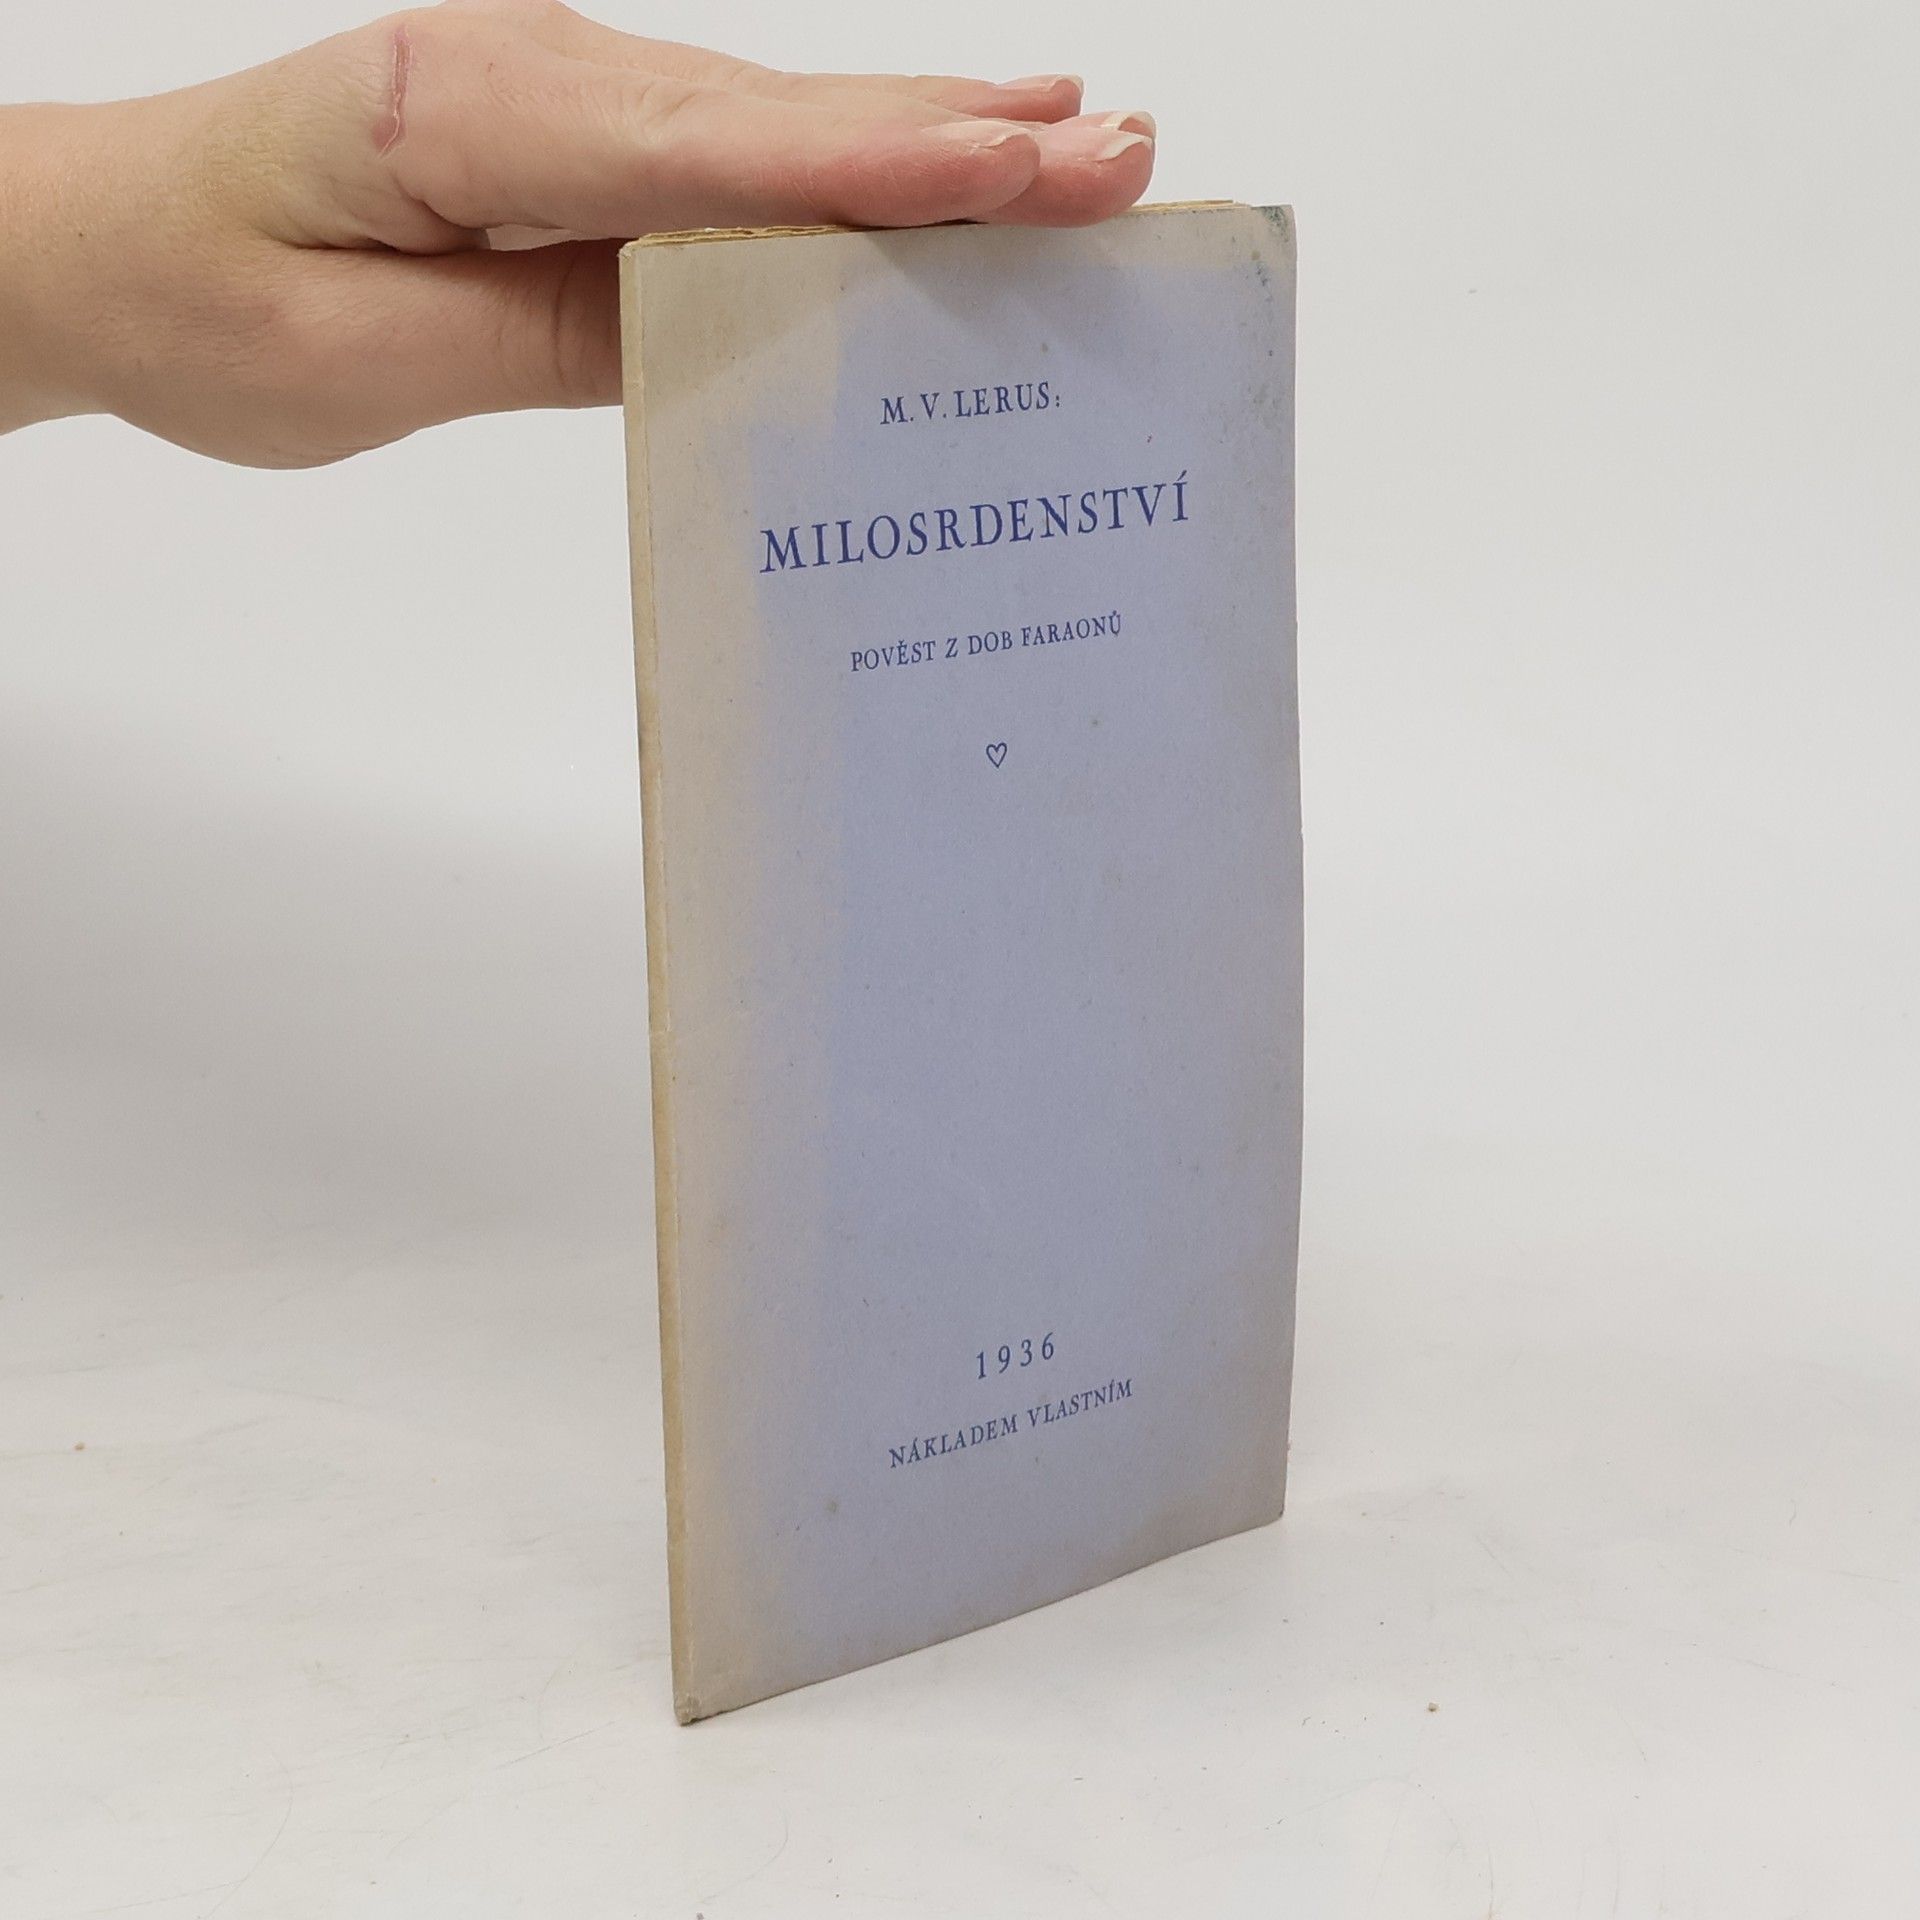 M. V. LERUS:
MILOSRDENSTVÍ
POVĚST Z DOB FARAONŮ
1936
NÁKLADEM VLASTNÍM